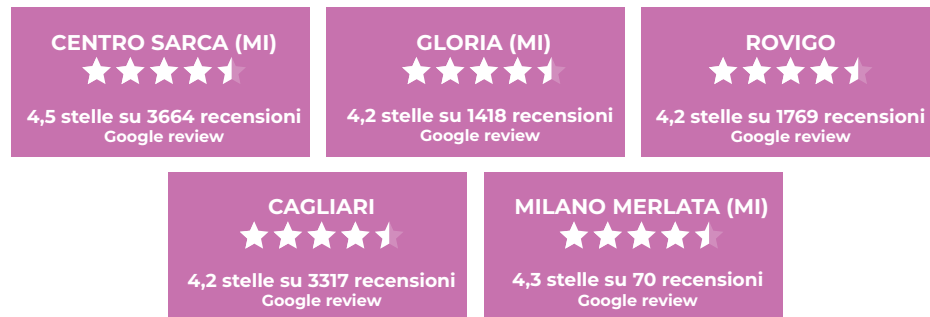 CENTRO SARCA (MI)
4,5 stelle su 3664 recensioni
Google review
GLORIA (MI)
4,2 stelle su 1418 recensioni
Google review
ROVIGO
4,2 stelle su 1769 recensioni
Google review
CAGLIARI
4,2 stelle su 3317 recensioni
Google review
MILANO MERLATA (MI)
4,3 stelle su 70 recensioni
Google review